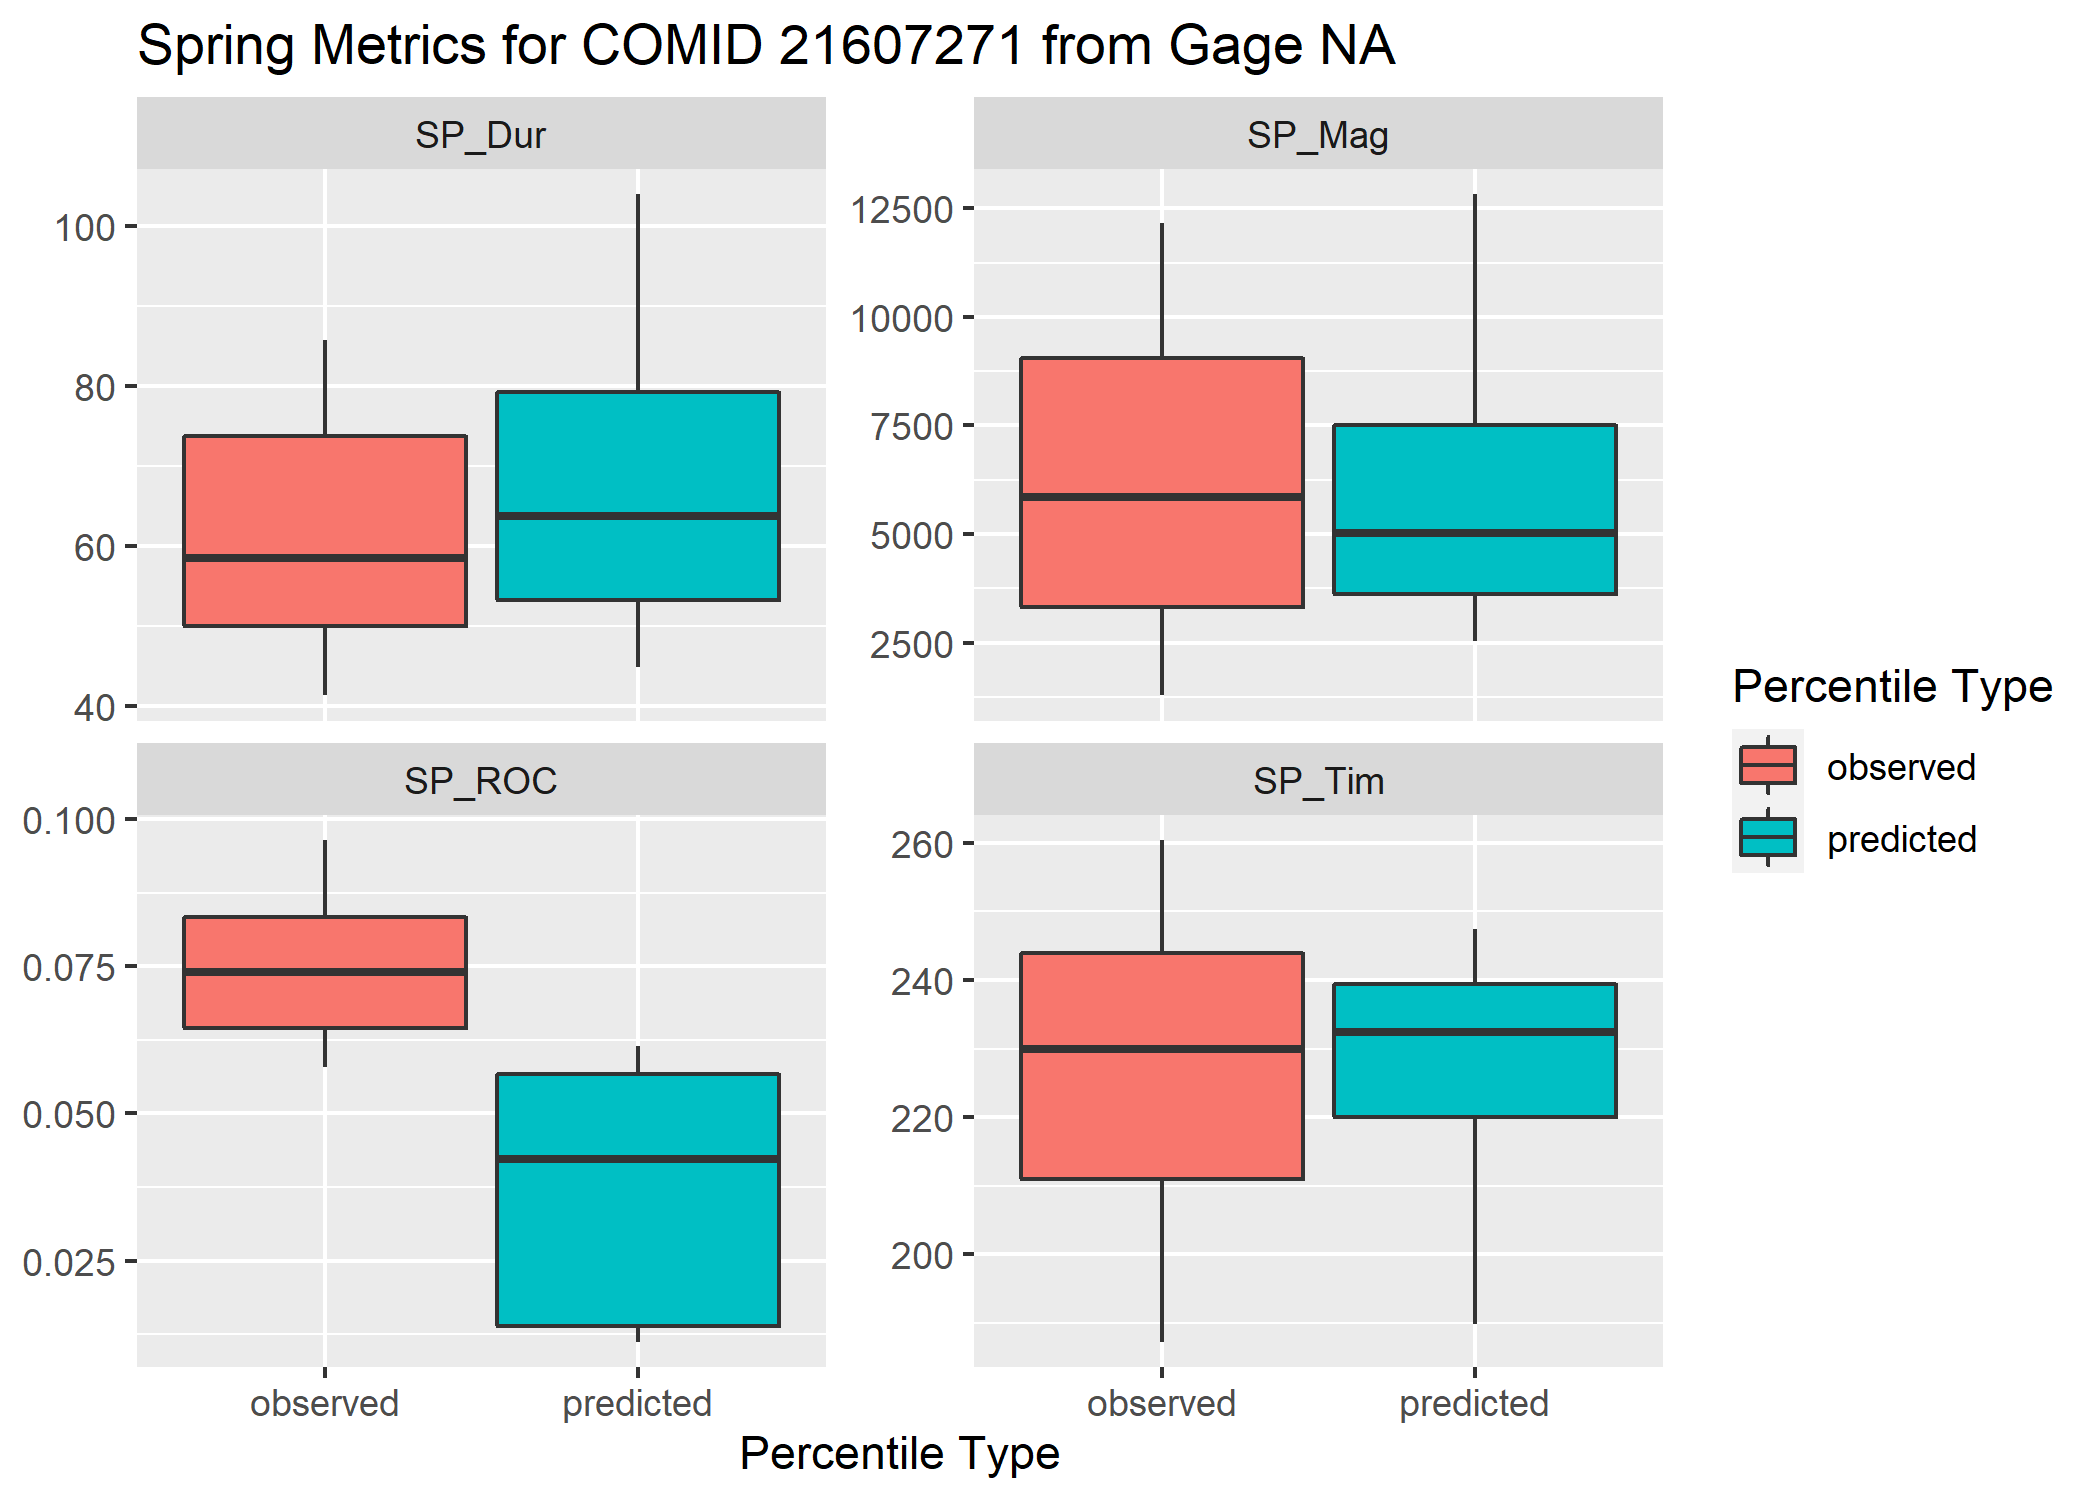 Spring Metrics for COMID 21607271 from Gage NA
SP_Dur
SP_Mag
100
80
60
40
12500
10000
7500
5000
2500
SP_ROC
SP_Tim
0.100
0.075
0.050
0.025
260
240
220
200
observed
predicted
observed
predicted
Percentile Type
Percentile Type
observed
predicted